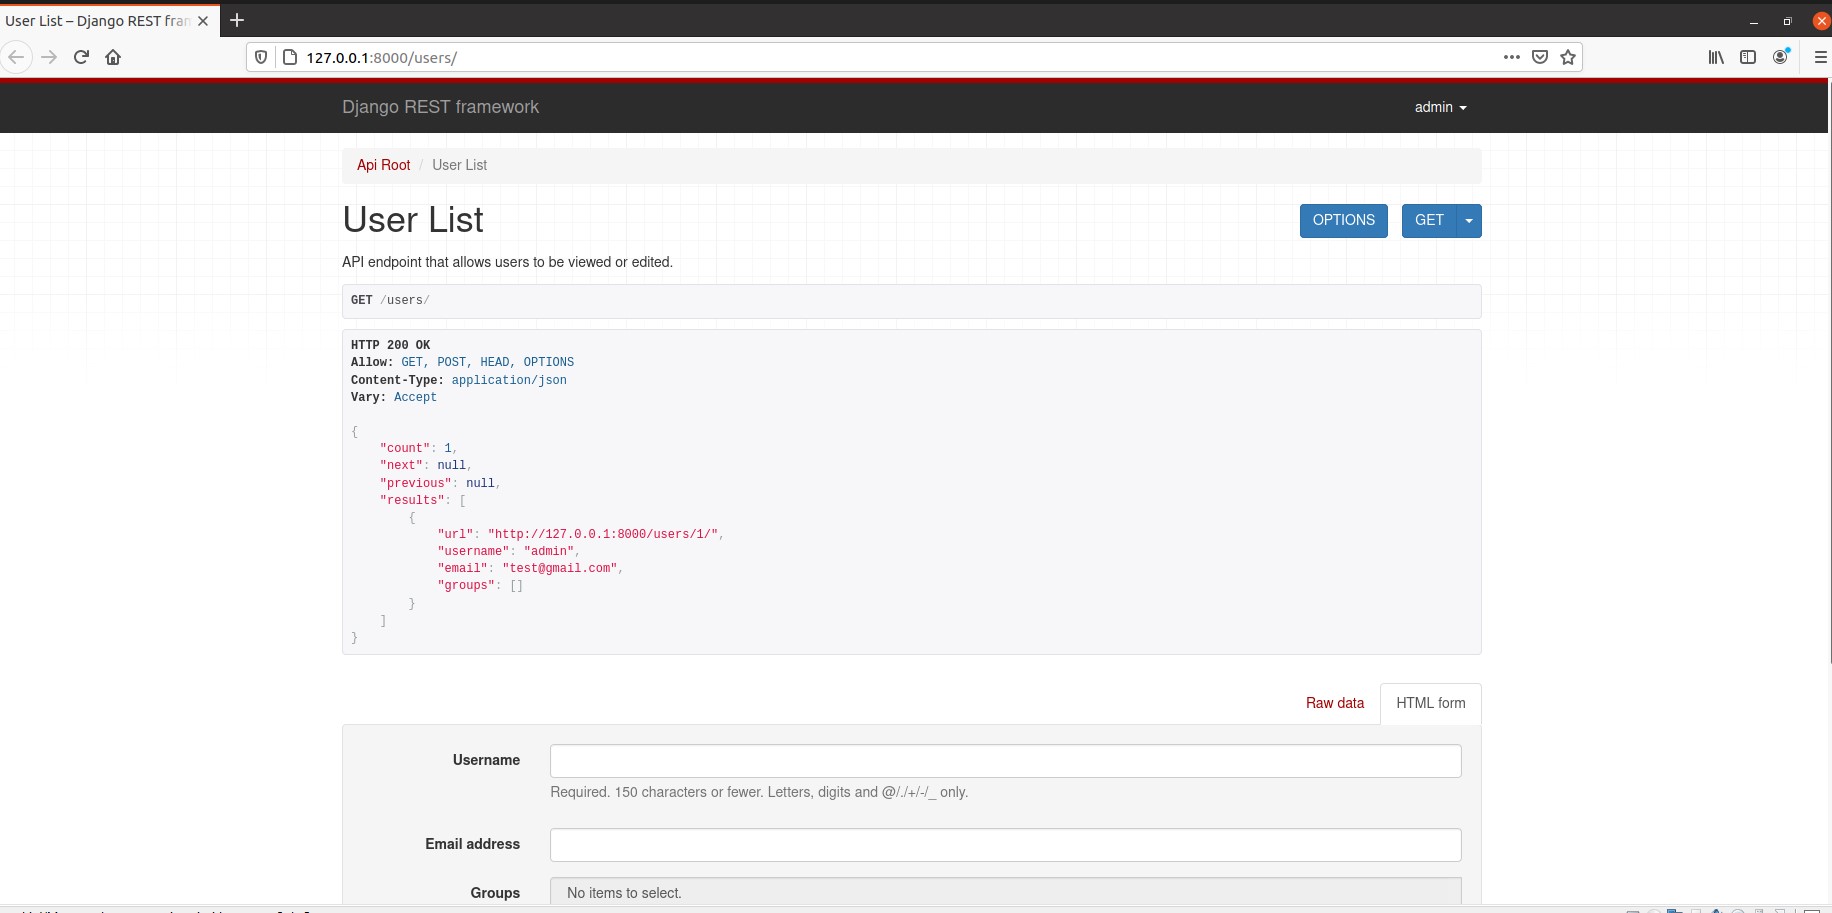 User List – Django REST fran
127.0.0.1:8000/users/
Django REST framework
admin
Api Root / User List
User List
OPTIONS
GET
API endpoint that allows users to be viewed or edited.
GET /users/
HTTP 200 OK
Allow: GET, POST, HEAD, OPTIONS
Content-Type: application/json
Vary: Accept
{
"count": 1,
"next": null,
"previous": null,
"results": [
{
"url": "http://127.0.0.1:8000/users/1/",
"username": "admin",
"email": "test@gmail.com",
"groups": []
}
]
}
Raw data
HTML form
Username
Required. 150 characters or fewer. Letters, digits and @/./+/-/_ only.
Email address
Groups
No items to select.